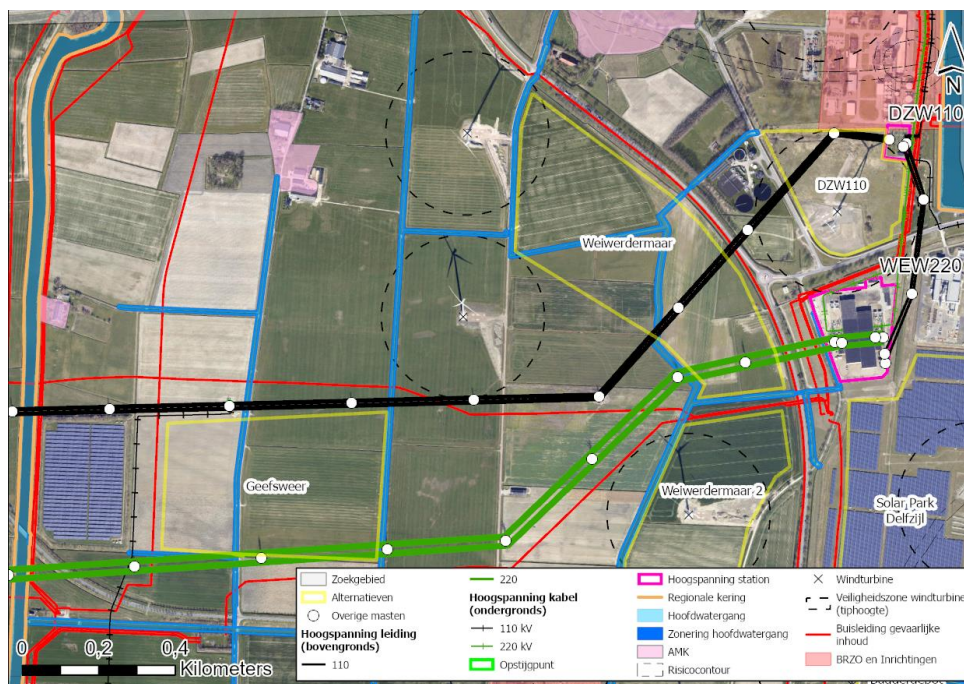 N
DZW110
DZW110
Weiwerdermaar
WEW220
Geefsweer
Weiwerdermaar 2
Solar Park
Delfzijl
0 0,2 0,4
Kilometers
Zoekgebied
Alternatieven
Overige masten
Hoogspanning leiding
(bovengronds)
110
220
Hoogspanning kabel
(ondergronds)
110 kV
220 kV
Opstijgpunt
Hoogspanning station
Regionale kering
Hoofdwatergang
Zonering hoofdwatergang
AMK
Risicocontour
Windturbine
Veiligheidszone windturbine
(tiphoogte)
Buisleiding gevaarlijke
inhoud
BRZO en Inrichtingen